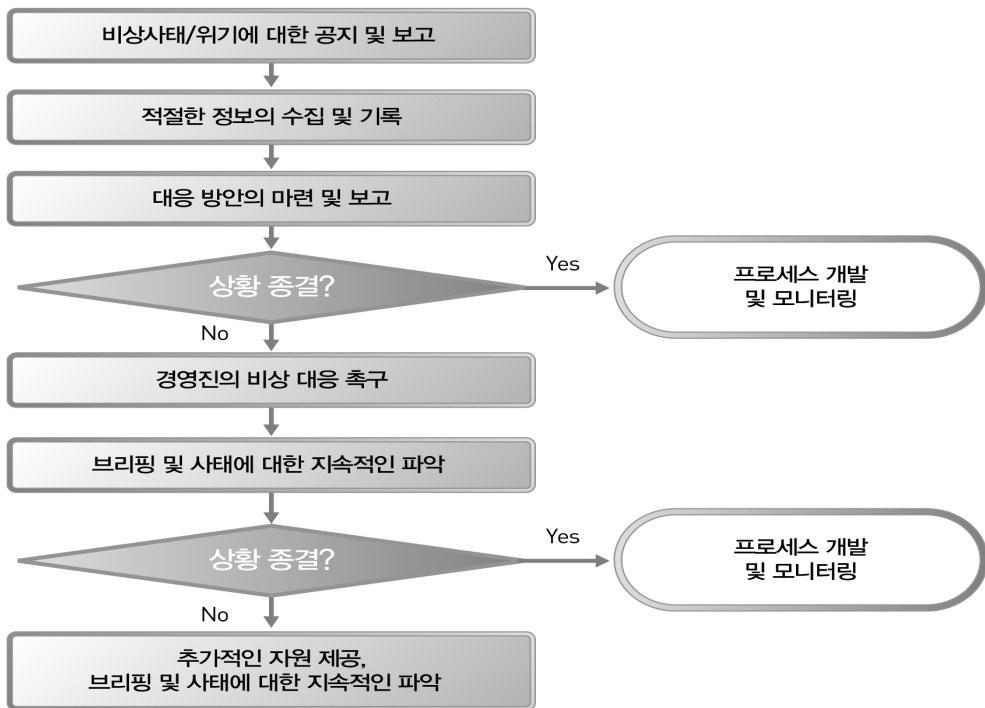 비상사태/위기에 대한 공지 및 보고
적절한 정보의 수집 및 기록
대응 방안의 마련 및 보고
상황 종결?
Yes
프로세스 개발
및 모니터링
No
경영진의 비상 대응 촉구
브리핑 및 사태에 대한 지속적인 파악
상황 종결?
Yes
프로세스 개발
및 모니터링
No
추가적인 자원 제공,
브리핑 및 사태에 대한 지속적인 파악